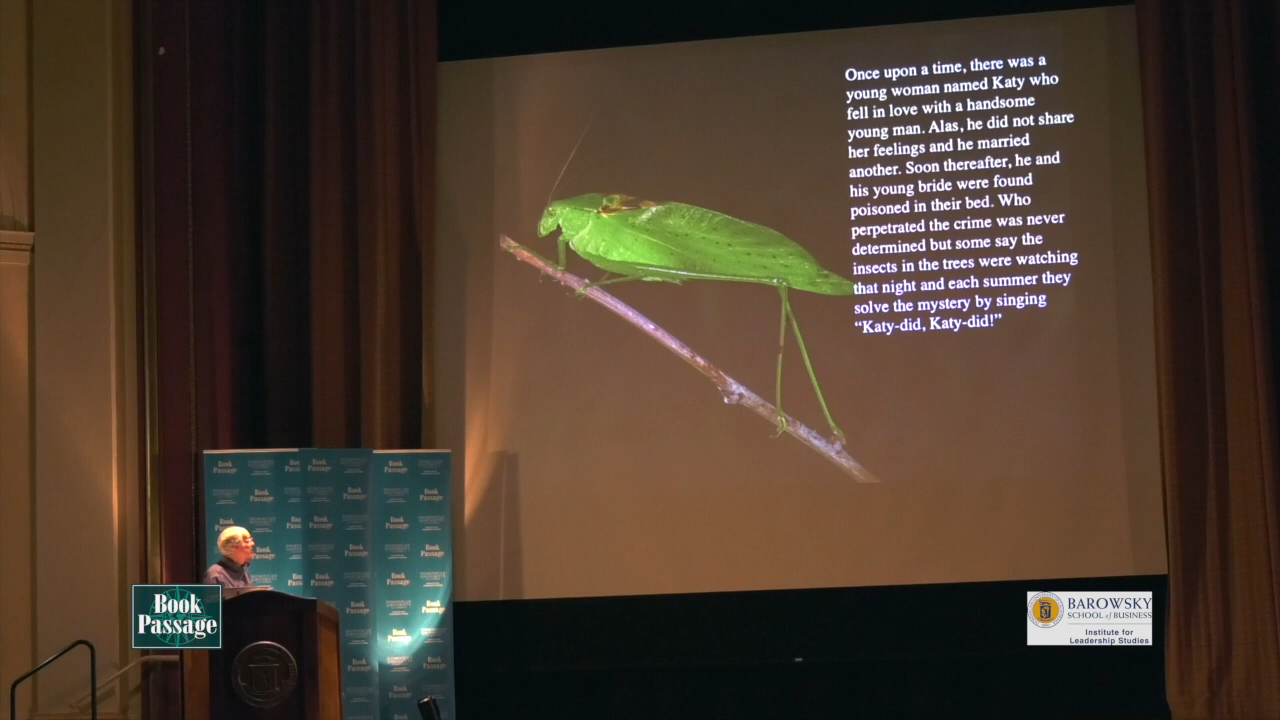 Once upon a time, there was a
young woman named Katy who
fell in love with a handsome
young man. Alas, he did not share
her feelings and he married
another. Soon thereafter, he and
his young bride were found
poisoned in their bed. Who
perpetrated the crime was never
determined but some say the
insects in the trees were watching
that night and each summer they
solve the mystery by singing
“Katy-did, Katy-did!”
Book
Passage
Book
Passage
BAROWSKY
SCHOOL of BUSINESS
Institute for
Leadership Studies